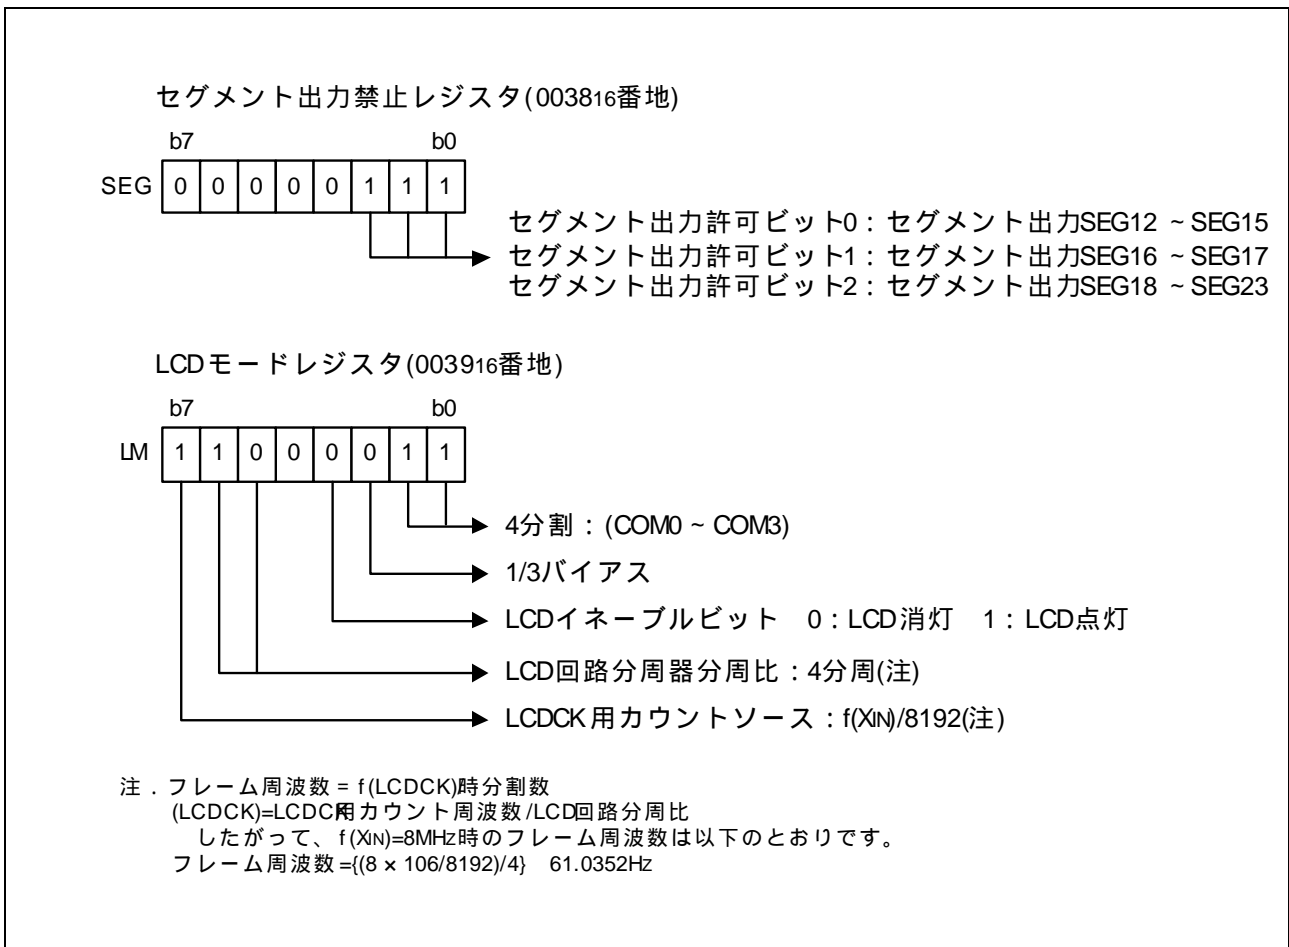 セグメント出力禁止レジスタ(003816番地)
b7 b0
SEG 0 0 0 0 0 1 1 1
セグメント出力許可ビット0：セグメント出力SEG12 ~ SEG15
セグメント出力許可ビット1：セグメント出力SEG16 ~ SEG17
セグメント出力許可ビット2：セグメント出力SEG18 ~ SEG23
LCDモードレジスタ(003916番地)
b7 b0
LM 1 1 0 0 0 0 1 1
4分割：(COM0 ~ COM3)
1/3バイアス
LCDイネーブルビット　0：LCD消灯　1：LCD点灯
LCD回路分周器分周比：4分周(注)
LCDCK用カウントソース：f(XIN)/8192(注)
注．フレーム周波数 = f(LCDCK)時分割数
(LCDCK)=LCDCK用カウント周波数/LCD回路分周比
したがって、f(XIN)=8MHz時のフレーム周波数は以下のとおりです。
フレーム周波数={(8 × 106/8192)/4}　61.0352Hz